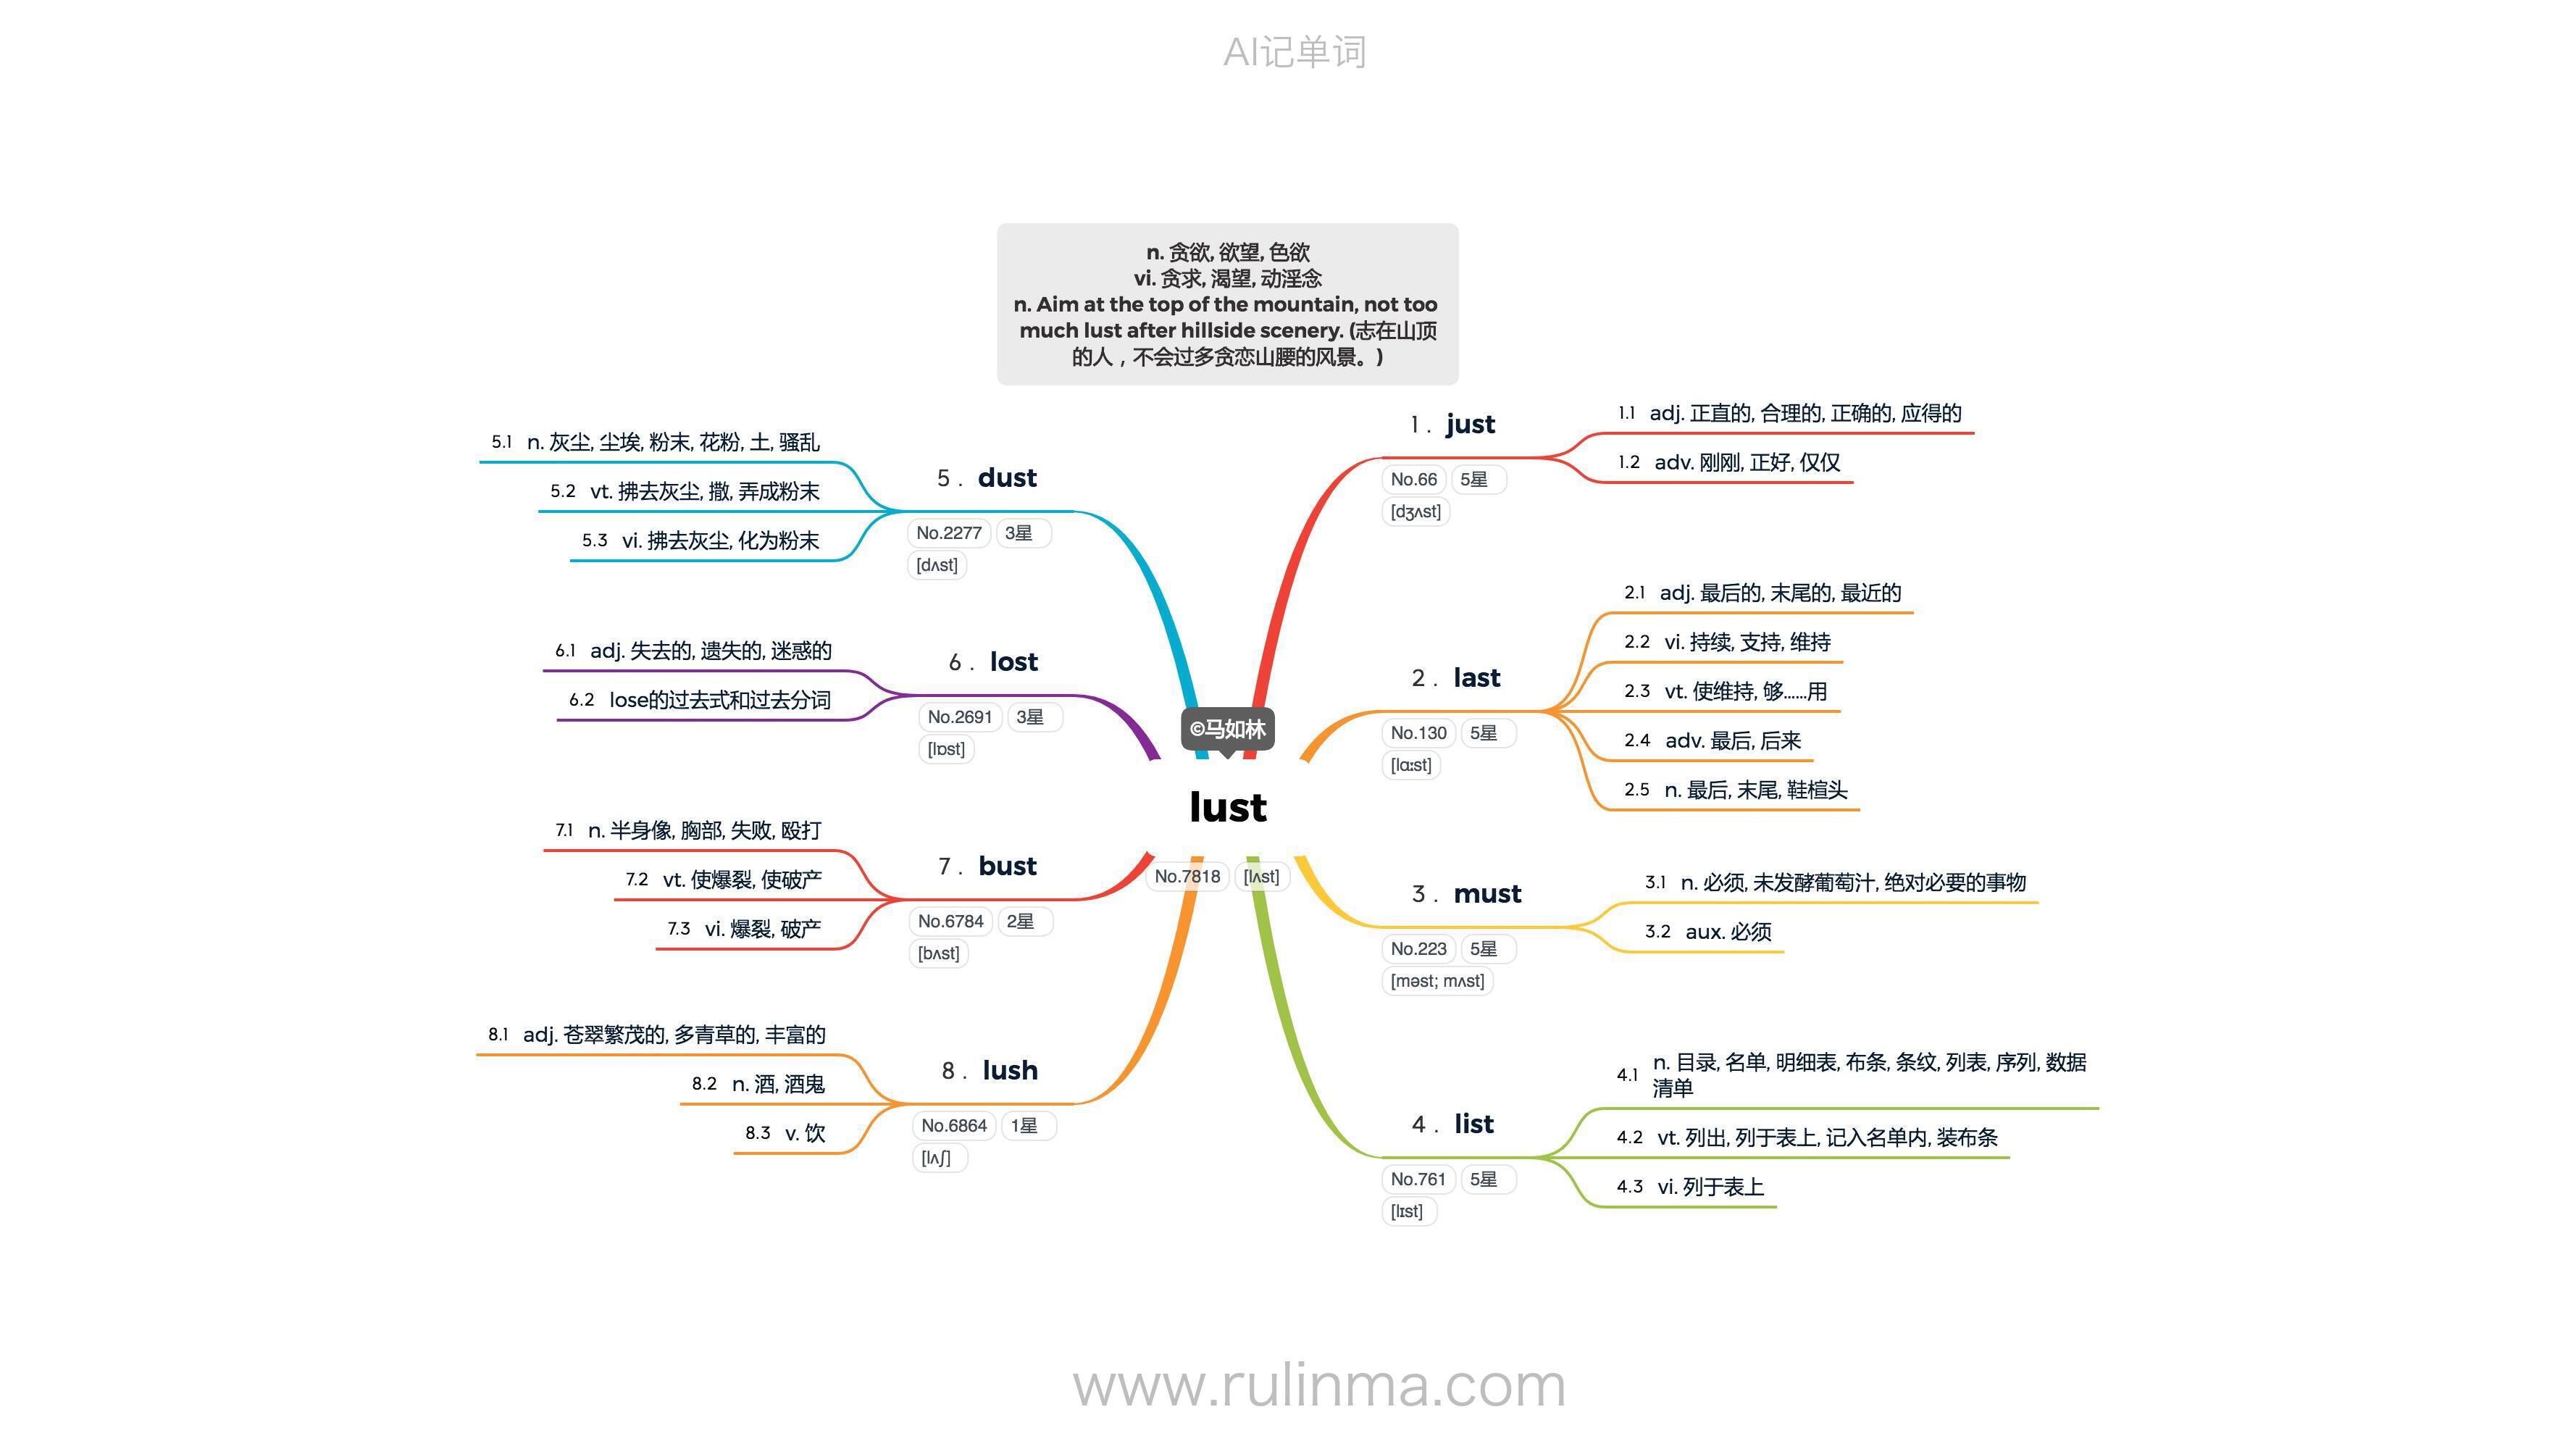 AI记单词
n. 贪欲, 欲望, 色欲
vi. 贪求, 渴望, 动淫念
n. Aim at the top of the mountain, not too
much lust after hillside scenery. (志在山顶
的人，不会过多贪恋山腰的风景。)
©马如林
lust
No.7818 [lʌst]
1 . just
No.66 5星
[dʒʌst]
1.1 adj. 正直的, 合理的, 正确的, 应得的
1.2 adv. 刚刚, 正好, 仅仅
2 . last
No.130 5星
[lɑːst]
2.1 adj. 最后的, 末尾的, 最近的
2.2 vi. 持续, 支持, 维持
2.3 vt. 使维持, 够......用
2.4 adv. 最后, 后来
2.5 n. 最后, 末尾, 鞋楦头
3 . must
No.223 5星
[məst; mʌst]
3.1 n. 必须, 未发酵葡萄汁, 绝对必要的事物
3.2 aux. 必须
4 . list
No.761 5星
[lɪst]
4.1 n. 目录, 名单, 明细表, 布条, 条纹, 列表, 序列, 数据
清单
4.2 vt. 列出, 列于表上, 记入名单内, 装布条
4.3 vi. 列于表上
5 . dust
No.2277 3星
[dʌst]
5.1 n. 灰尘, 尘埃, 粉末, 花粉, 土, 骚乱
5.2 vt. 拂去灰尘, 撒, 弄成粉末
5.3 vi. 拂去灰尘, 化为粉末
6 . lost
No.2691 3星
[lɒst]
6.1 adj. 失去的, 遗失的, 迷惑的
6.2 lose的过去式和过去分词
7 . bust
No.6784 2星
[bʌst]
7.1 n. 半身像, 胸部, 失败, 殴打
7.2 vt. 使爆裂, 使破产
7.3 vi. 爆裂, 破产
8 . lush
No.6864 1星
[lʌʃ]
8.1 adj. 苍翠繁茂的, 多青草的, 丰富的
8.2 n. 酒, 酒鬼
8.3 v. 饮
www.rulinma.com